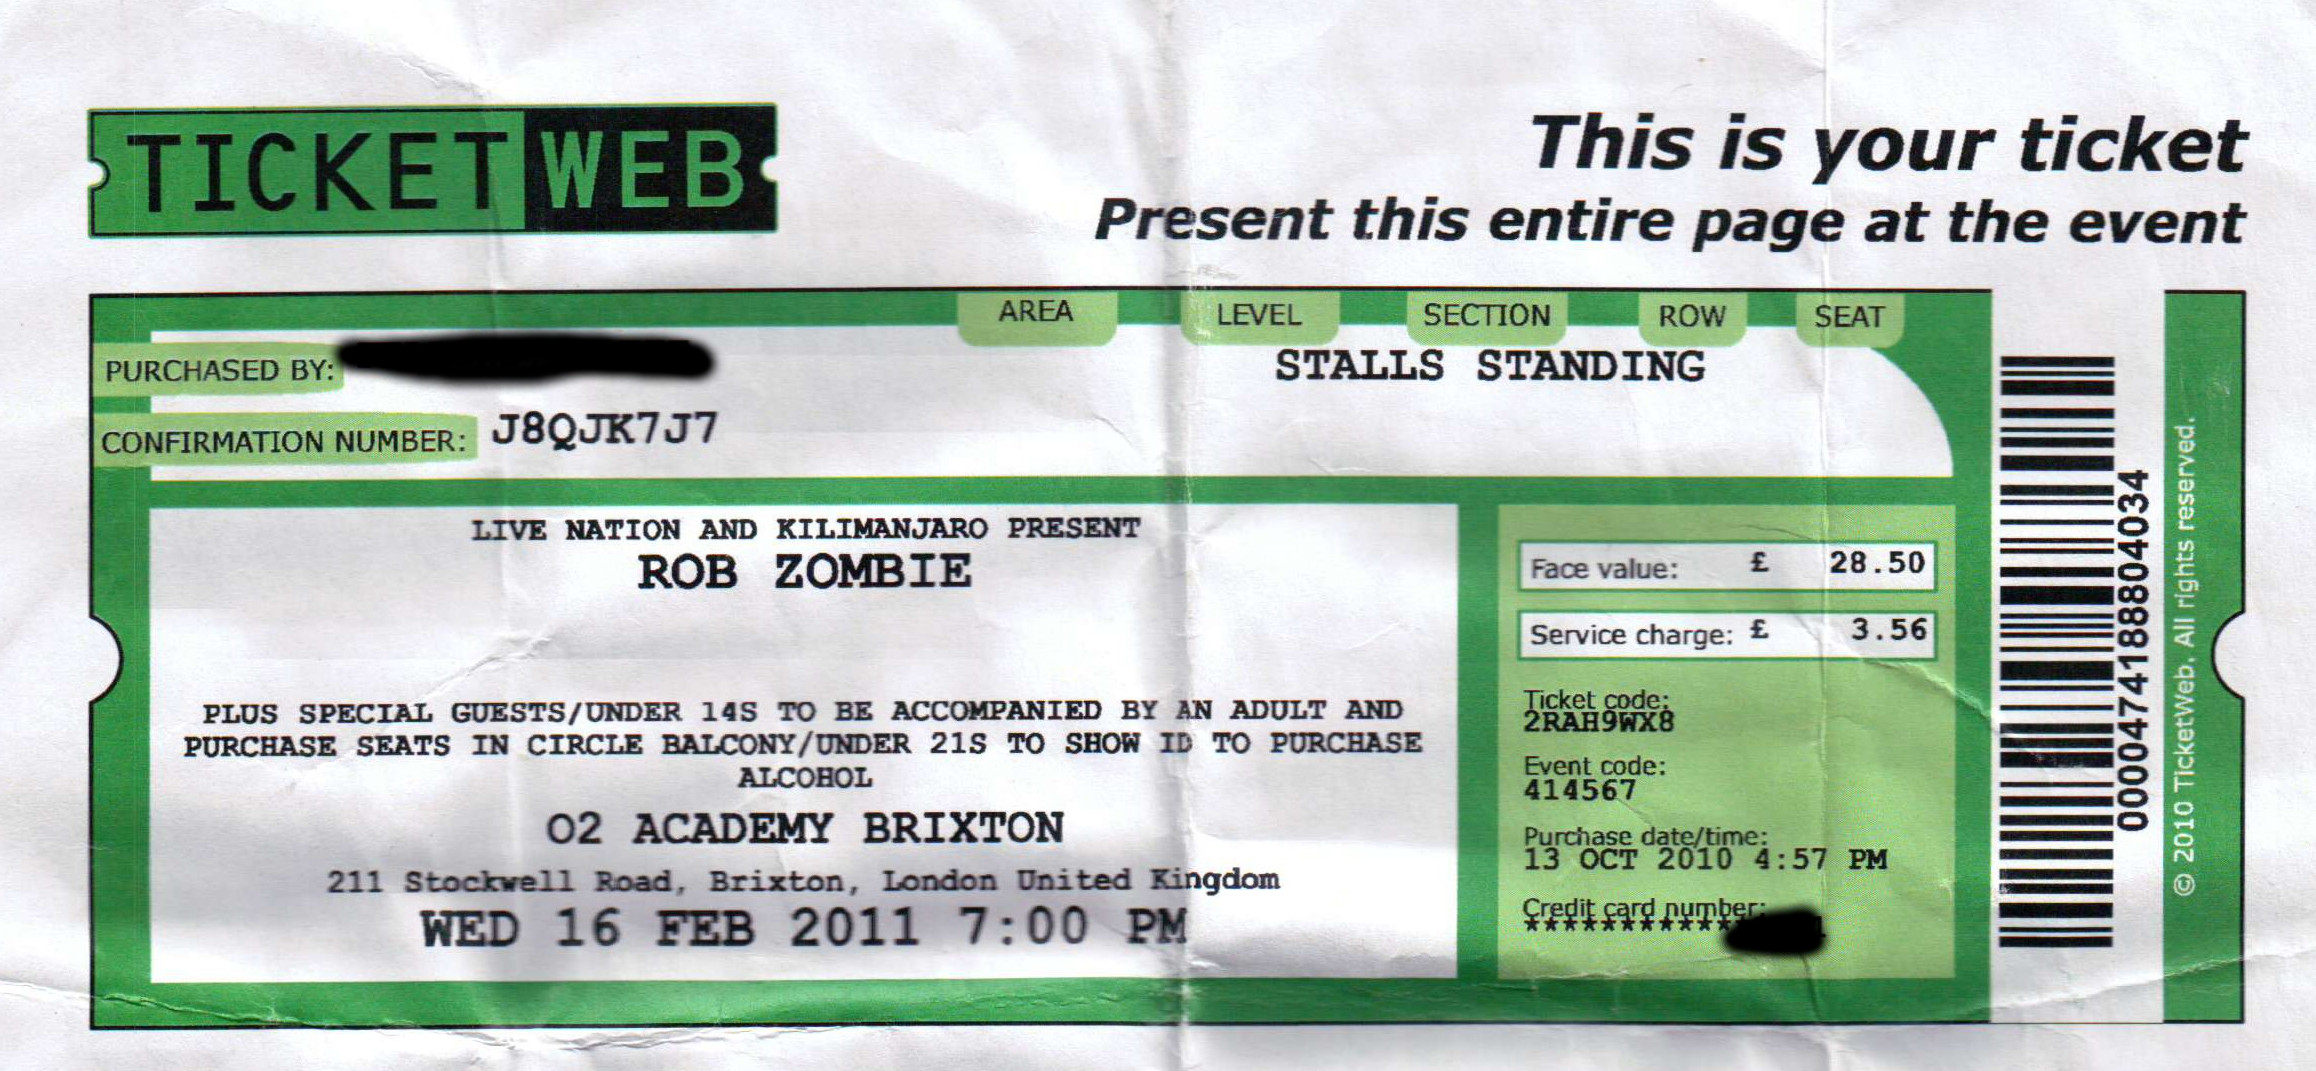 TICKETWEB
This is your ticket
Present this entire page at the event
AREA LEVEL SECTION ROW SEAT
PURCHASED BY:
STALLS STANDING
CONFIRMATION NUMBER: J8QJK7J7
LIVE NATION AND KILIMANJARO PRESENT
ROB ZOMBIE
PLUS SPECIAL GUESTS/UNDER 14S TO BE ACCOMPANIED BY AN ADULT AND
PURCHASE SEATS IN CIRCLE BALCONY/UNDER 21S TO SHOW ID TO PURCHASE
ALCOHOL
O2 ACADEMY BRIXTON
211 Stockwell Road, Brixton, London United Kingdom
WED 16 FEB 2011 7:00 PM
Face value: £ 28.50
Service charge: £ 3.56
Ticket code:
2RAH9WX8
Event code:
414567
Purchase date/time:
13 OCT 2010 4:57 PM
Credit card number:
************
000047418804034
© 2010 TicketWeb. All rights reserved.